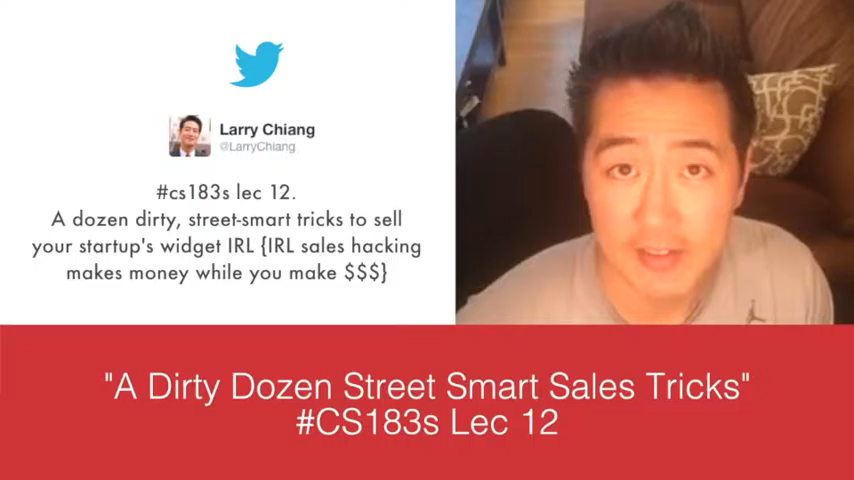 Larry Chiang
@LarryChiang
#cs183s lec 12.
A dozen dirty, street-smart tricks to sell
your startup's widget IRL {IRL sales hacking
makes money while you make $$$}
"A Dirty Dozen Street Smart Sales Tricks"
#CS183s Lec 12